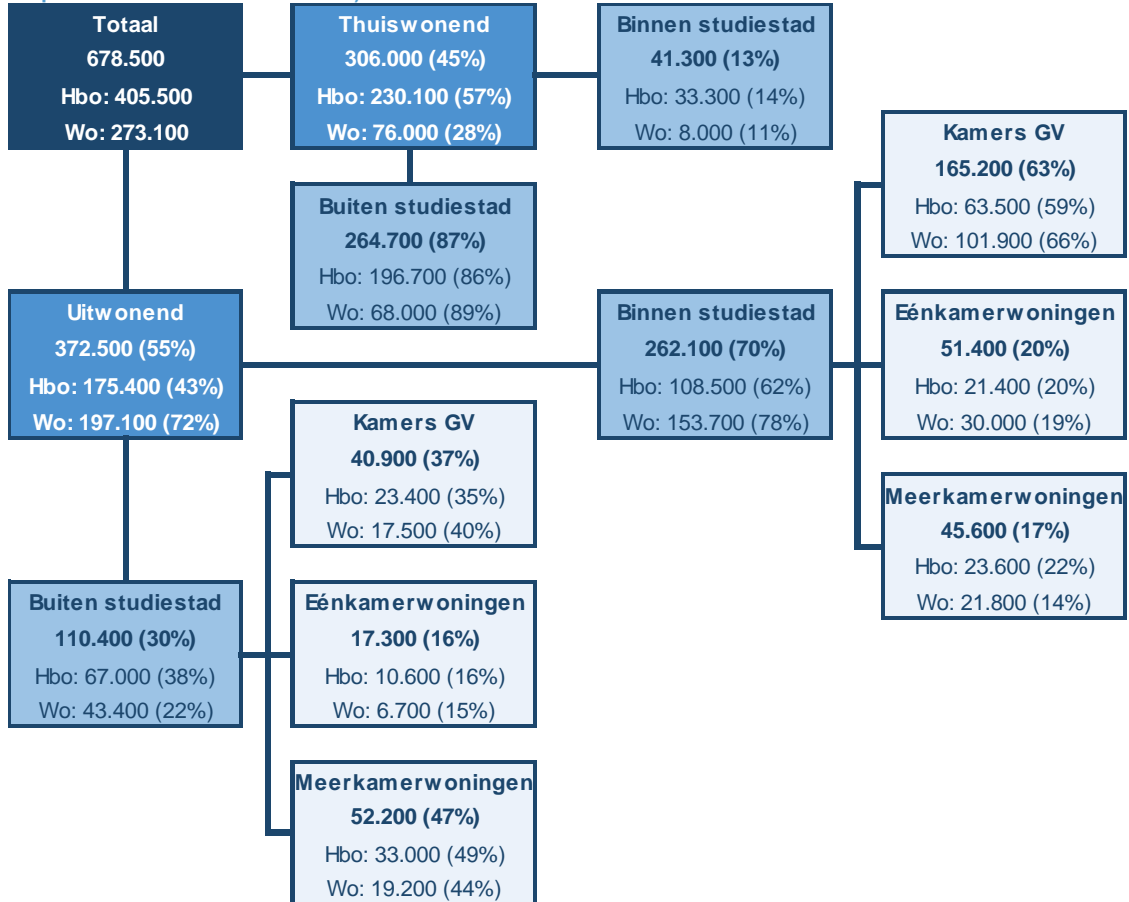 Totaal
678.500
Hbo: 405.500
Wo: 273.100
Thuiswonend
306.000 (45%)
Hbo: 230.100 (57%)
Wo: 76.000 (28%)
Binnen studiestad
41.300 (13%)
Hbo: 33.300 (14%)
Wo: 8.000 (11%)
Buiten studiestad
264.700 (87%)
Hbo: 196.700 (86%)
Wo: 68.000 (89%)
Uitwonend
372.500 (55%)
Hbo: 175.400 (43%)
Wo: 197.100 (72%)
Binnen studiestad
262.100 (70%)
Hbo: 108.500 (62%)
Wo: 153.700 (78%)
Kamers GV
165.200 (63%)
Hbo: 63.500 (59%)
Wo: 101.900 (66%)
Eénkamerwoningen
51.400 (20%)
Hbo: 21.400 (20%)
Wo: 30.000 (19%)
Meerkamerwoningen
45.600 (17%)
Hbo: 23.600 (22%)
Wo: 21.800 (14%)
Buiten studiestad
110.400 (30%)
Hbo: 67.000 (38%)
Wo: 43.400 (22%)
Kamers GV
40.900 (37%)
Hbo: 23.400 (35%)
Wo: 17.500 (40%)
Eénkamerwoningen
17.300 (16%)
Hbo: 10.600 (16%)
Wo: 6.700 (15%)
Meerkamerwoningen
52.200 (47%)
Hbo: 33.000 (49%)
Wo: 19.200 (44%)